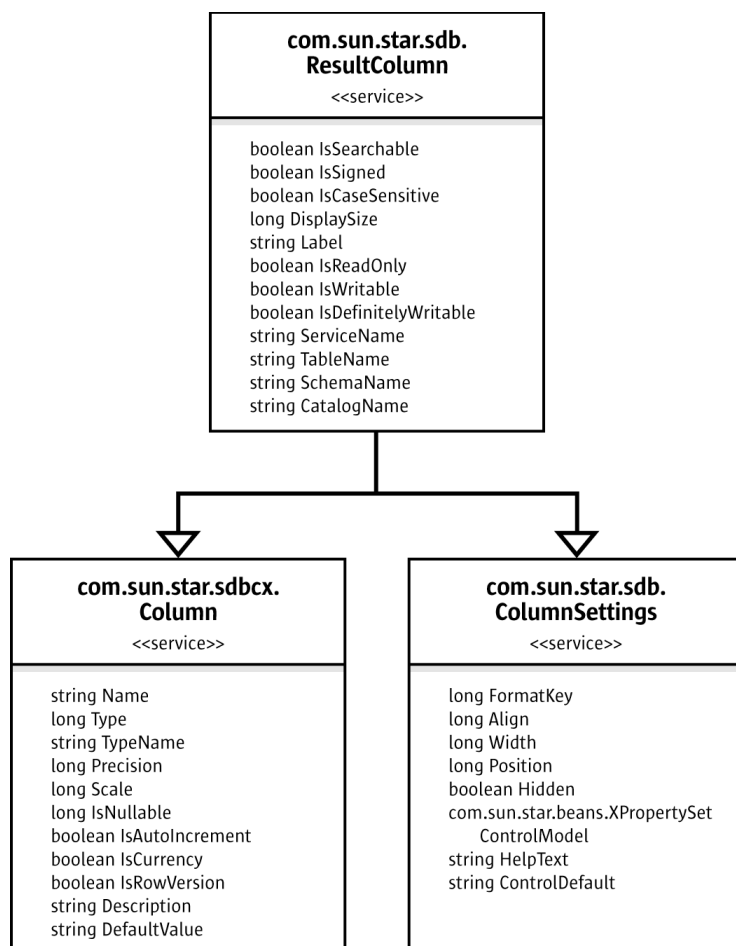 com.sun.star.sdb.
ResultColumn
<<service>>
boolean IsSearchable
boolean IsSigned
boolean IsCaseSensitive
long DisplaySize
string Label
boolean IsReadOnly
boolean IsWritable
boolean IsDefinitelyWritable
string ServiceName
string TableName
string SchemaName
string CatalogName
com.sun.star.sdbcx.
Column
<<service>>
string Name
long Type
string TypeName
long Precision
long Scale
long IsNullable
boolean IsAutoIncrement
boolean IsCurrency
boolean IsRowVersion
string Description
string DefaultValue
com.sun.star.sdb.
ColumnSettings
<<service>>
long FormatKey
long Align
long Width
long Position
boolean Hidden
com.sun.star.beans.XPropertySet
ControlModel
string HelpText
string ControlDefault